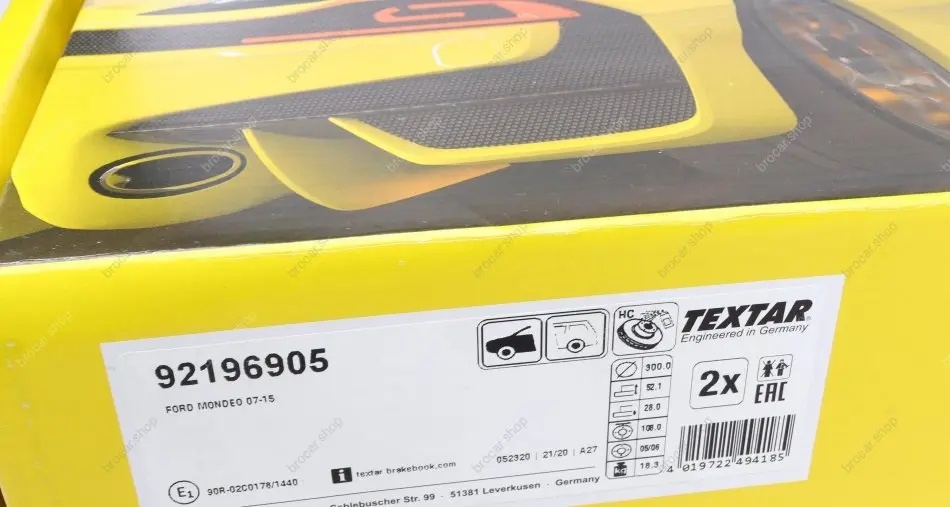 92196905
FORD MONDEO 07-15
HC
TEXTAR
Engineered in Germany
300.0
52.1
28.0
108.0
05/06
kg 18.3
2x
EAC
i textar brakebook.com
052320 | 21/20 | A27
E1 90R-02C0178/1440
Str. 99 · 51381 Leverkusen · Germany
4 019722 494185
brocar.shop